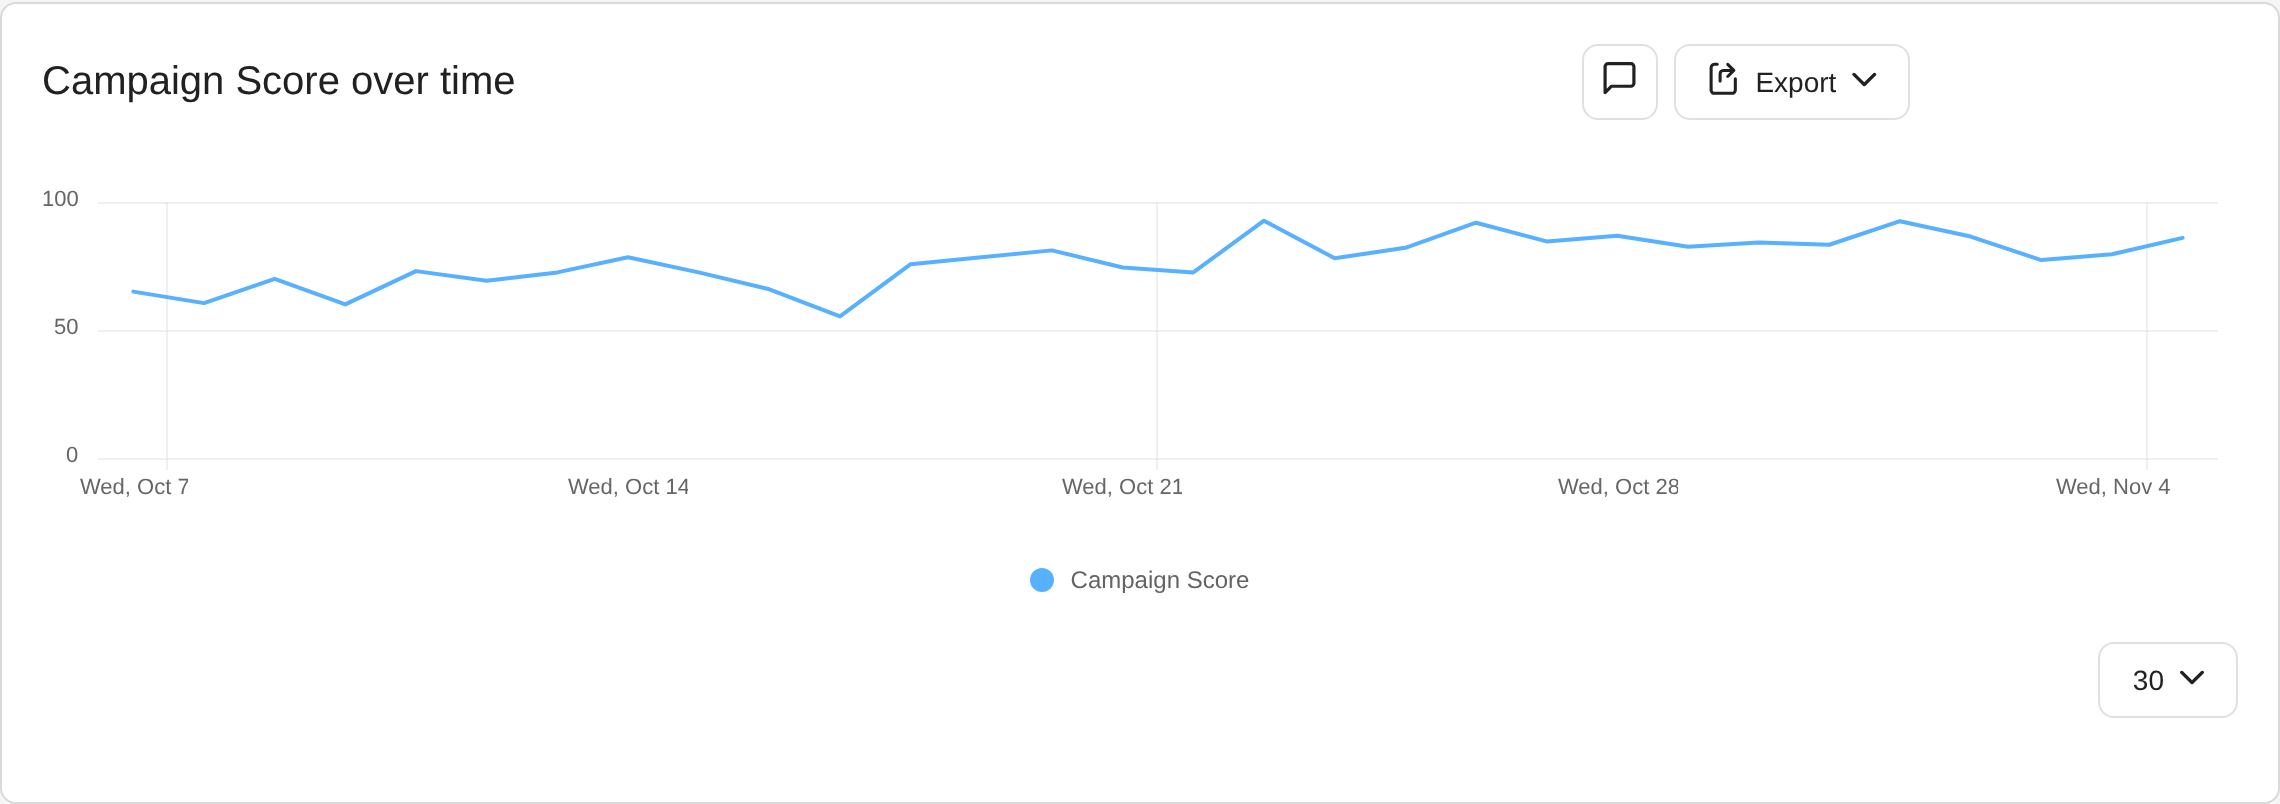 Campaign Score over time
Export
100
50
0
Wed, Oct 7
Wed, Oct 14
Wed, Oct 21
Wed, Oct 28
Wed, Nov 4
Campaign Score
30